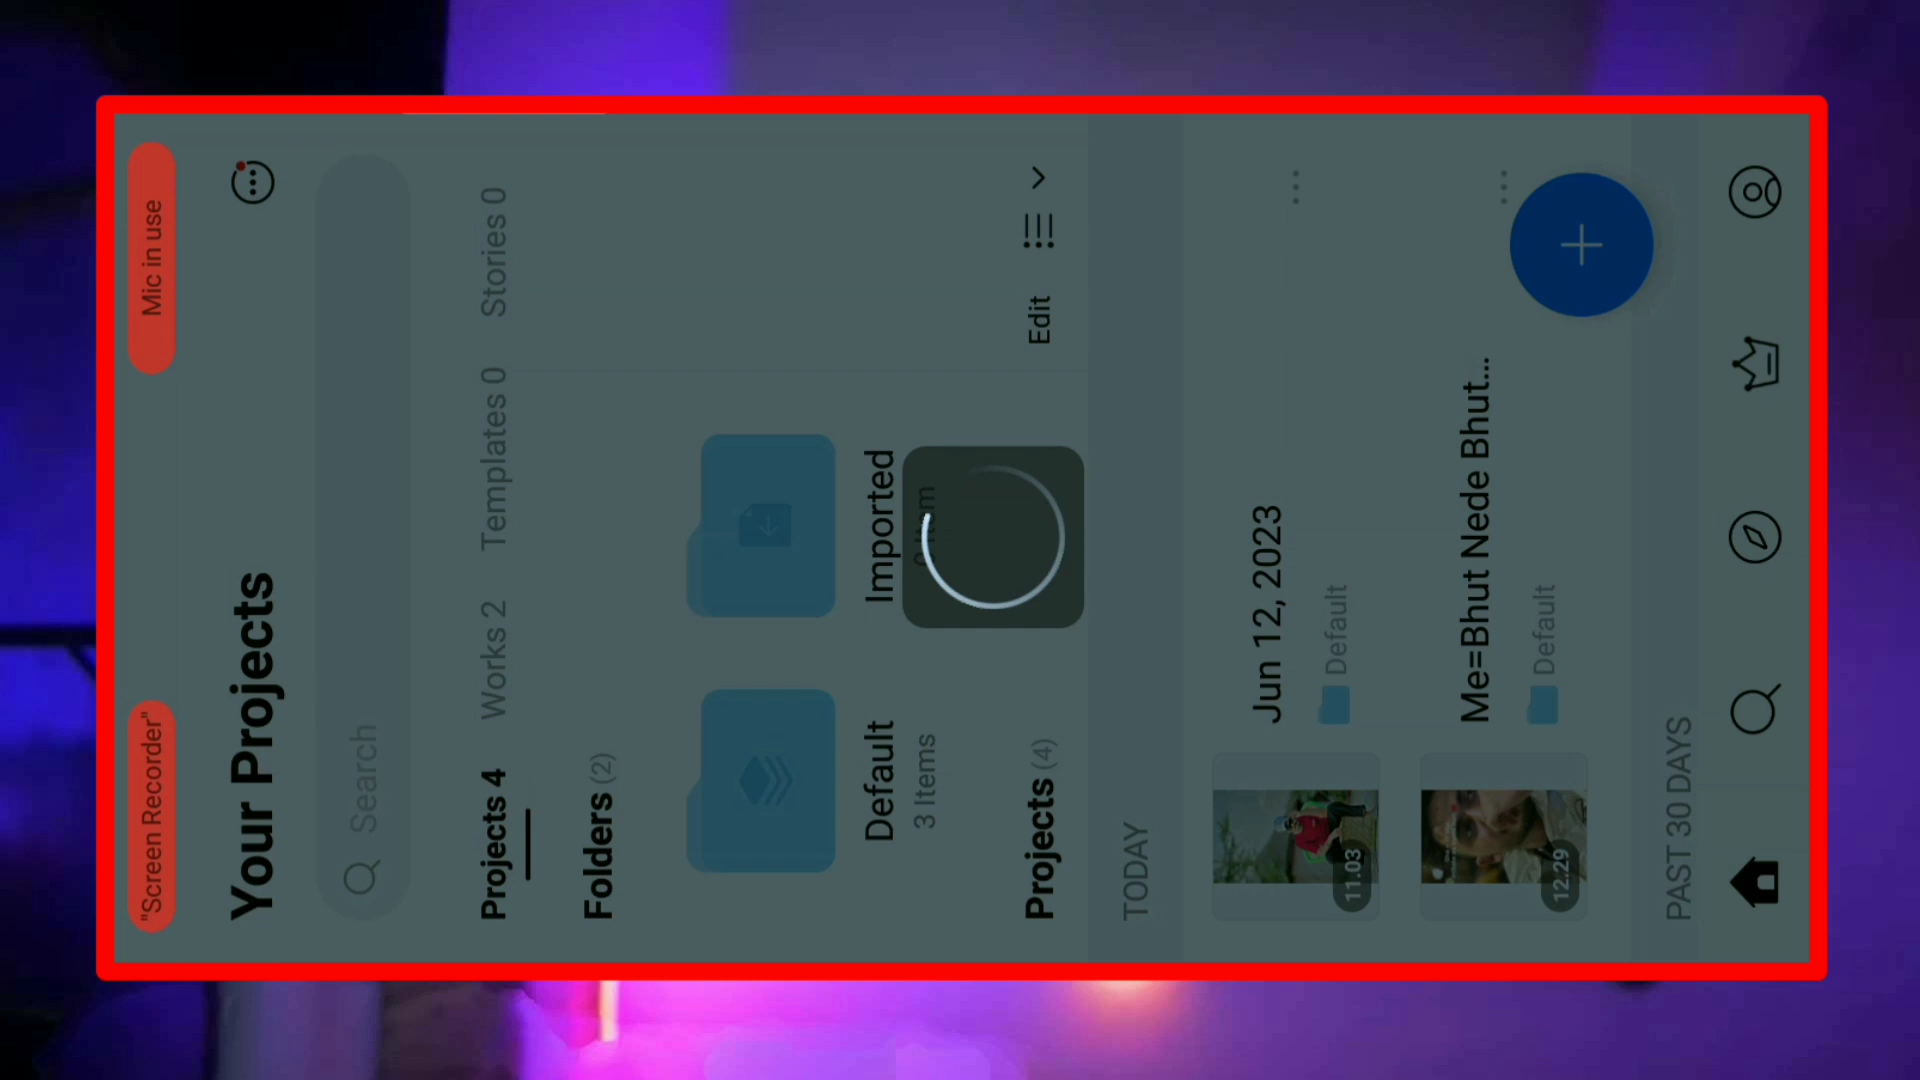 "Screen Recorder" Mic in use
Your Projects
Search
Projects 4 Works 2 Templates 0 Stories 0
Folders (2)
Default Imported
3 Items 0 Item
Projects (4) Edit
TODAY
Jun 12, 2023
Default
11.03
Me=Bhut Nede Bhut...
Default
12.29
PAST 30 DAYS